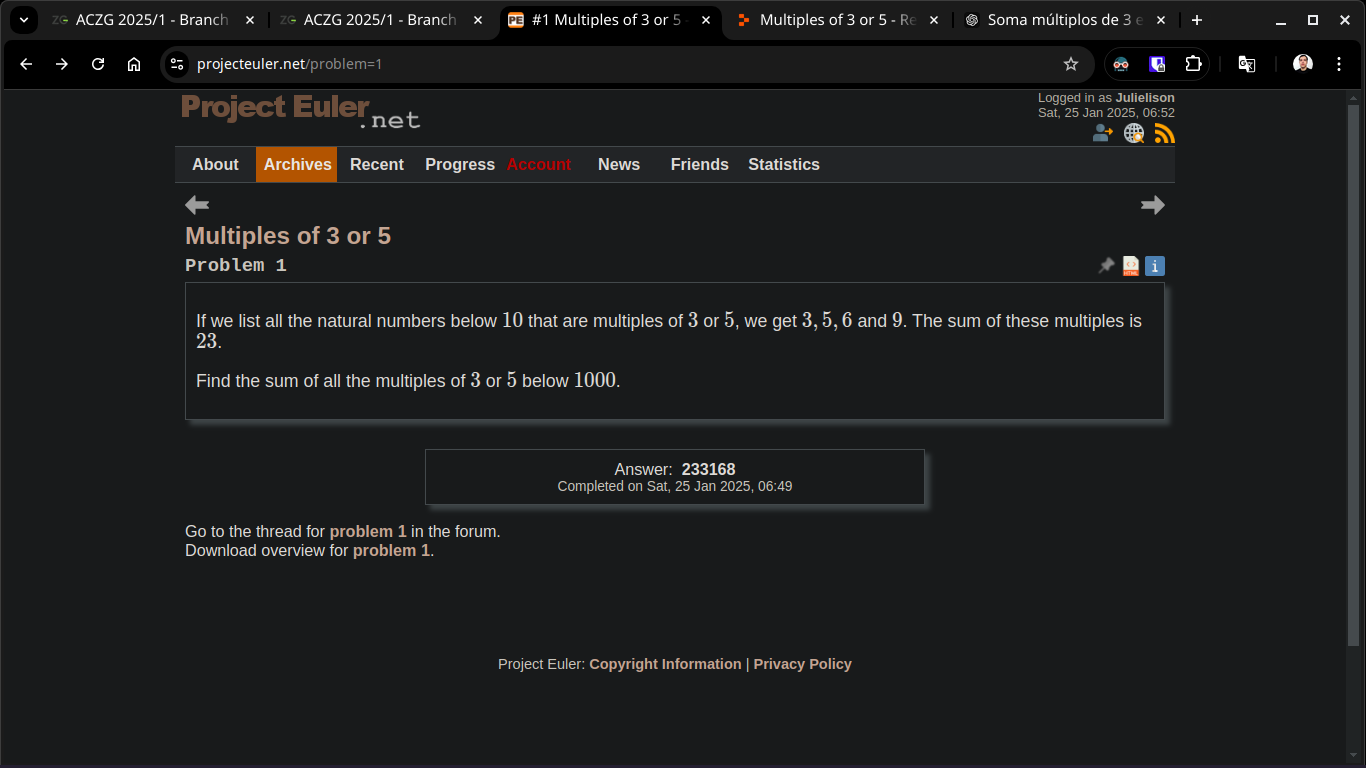 ACZG 2025/1 - Branch
ACZG 2025/1 - Branch
PE #1 Multiples of 3 or 5
Multiples of 3 or 5 - Re
Soma múltiplos de 3 e
projecteuler.net/problem=1
Project Euler
.net
Logged in as Julielison
Sat, 25 Jan 2025, 06:52
About Archives Recent Progress Account News Friends Statistics
Multiples of 3 or 5
Problem 1
If we list all the natural numbers below 10 that are multiples of 3 or 5, we get 3, 5, 6 and 9. The sum of these multiples is
23.
Find the sum of all the multiples of 3 or 5 below 1000.
Answer: 233168
Completed on Sat, 25 Jan 2025, 06:49
Go to the thread for problem 1 in the forum.
Download overview for problem 1.
Project Euler: Copyright Information | Privacy Policy